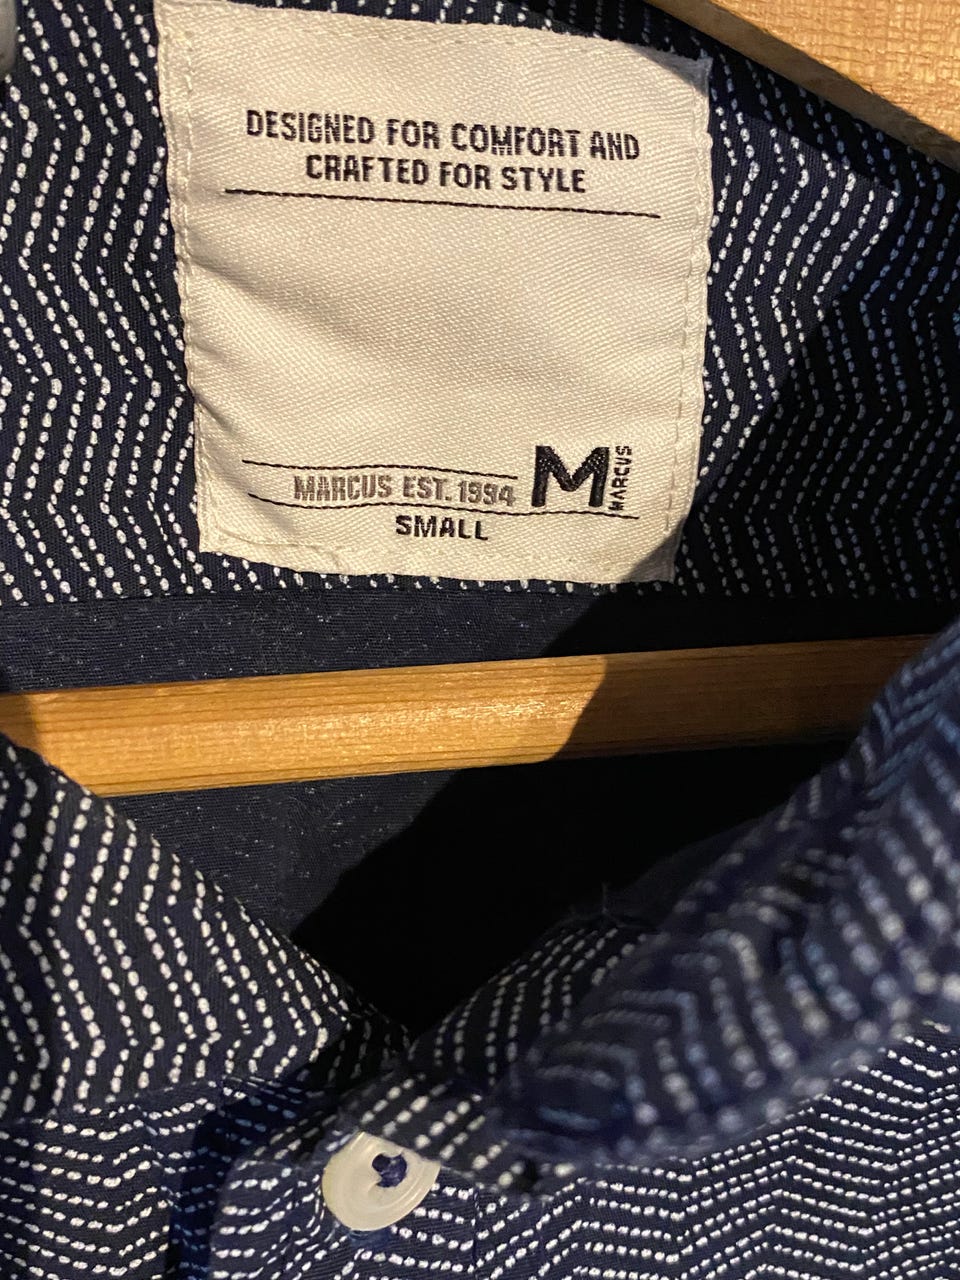 DESIGNED FOR COMFORT AND
CRAFTED FOR STYLE
MARCUS EST. 1994
M MARCUS
SMALL